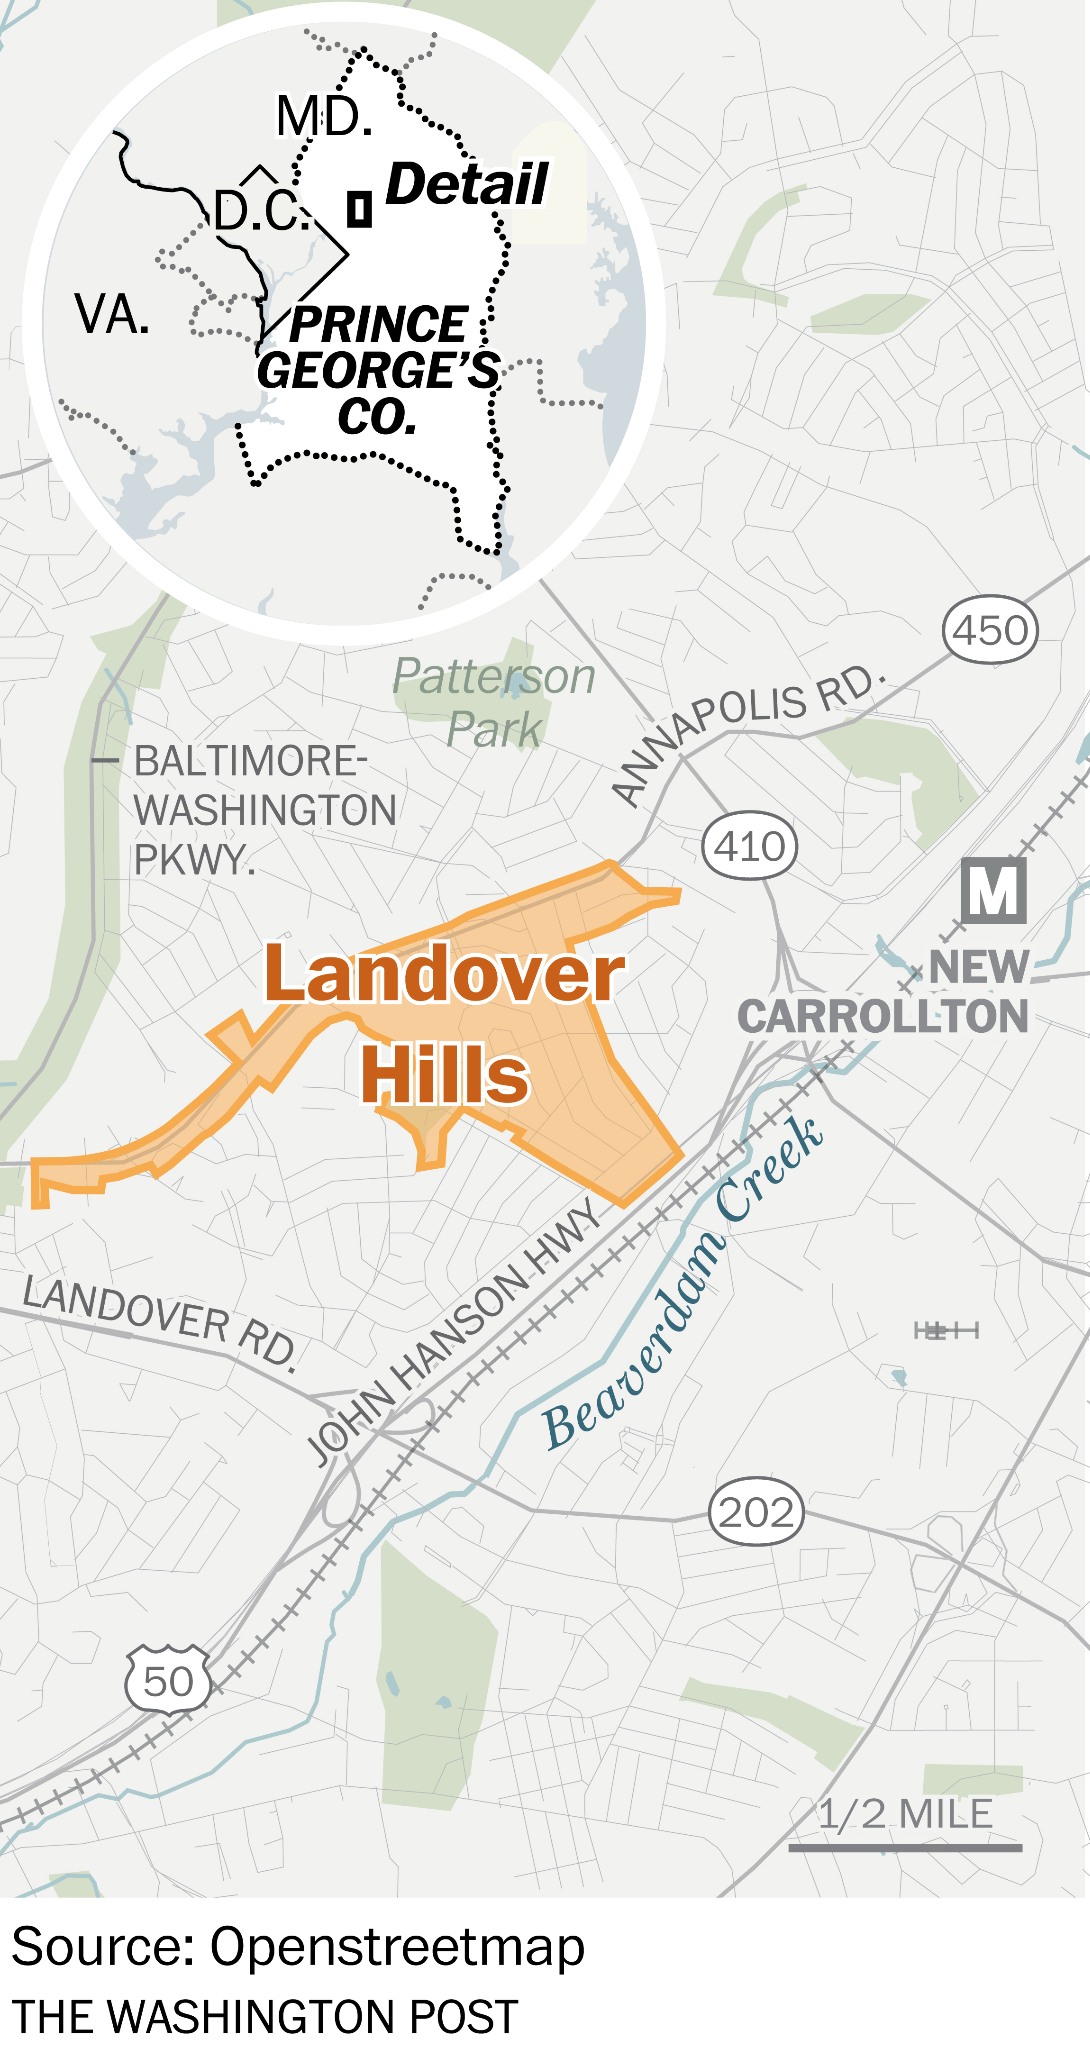 MD.
Detail
D.C.
VA.
PRINCE
GEORGE’S
CO.
450
Patterson
Park
ANNAPOLIS RD.
BALTIMORE-
WASHINGTON
PKWY.
410
M
Landover
Hills
NEW
CARROLLTON
Beaverdam Creek
JOHN HANSON HWY
LANDOVER RD.
202
50
1/2 MILE
Source: Openstreetmap
THE WASHINGTON POST